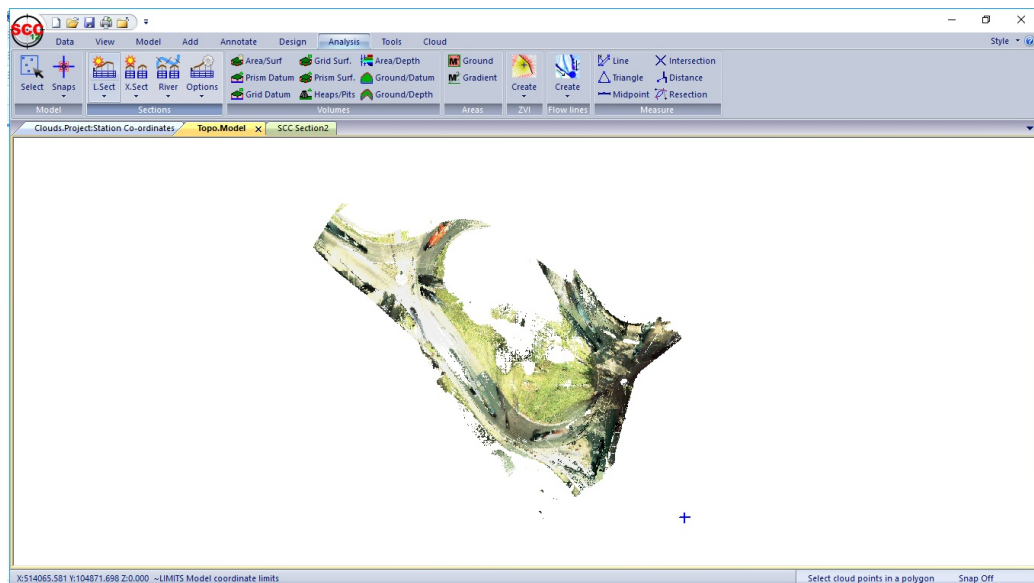 SCC
12
Data View Model Add Annotate Design Analysis Tools Cloud Style
Area/Surf Grid Surf. Area/Depth M Ground Line Intersection
Prism Datum Prism Surf. Ground/Datum M² Gradient Triangle Distance
Select Snaps L.Sect X.Sect River Options Grid Datum Heaps/Pits Ground/Depth Create Create Midpoint Resection
Model Sections Volumes Areas ZVI Flow lines Measure
Clouds.Project:Station Co-ordinates Topo.Model X SCC Section2
X:514065.581 Y:104871.698 Z:0.000 ~LIMITS Model coordinate limits Select cloud points in a polygon Snap Off